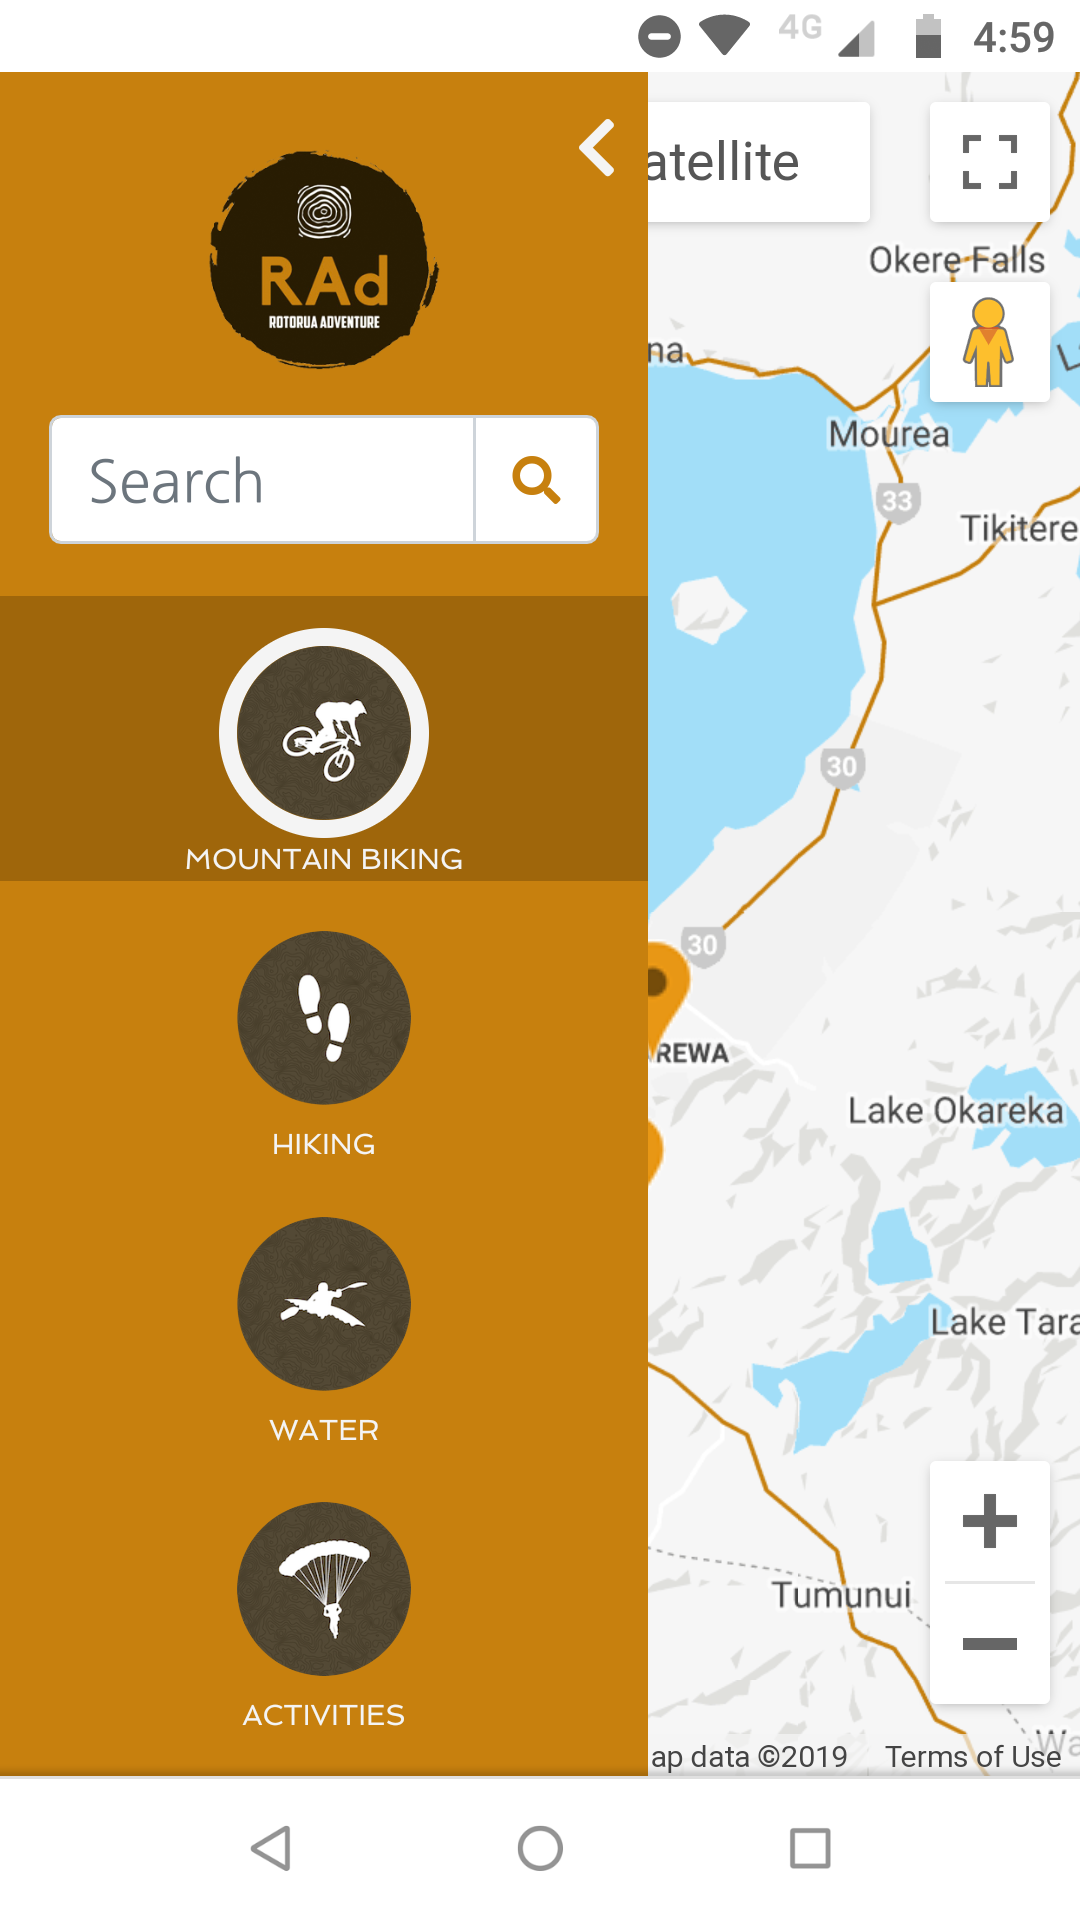 4G 4:59
atellite
RAd
ROTORUA ADVENTURE
Okere Falls
na
Mourea
Search
33
Tikitere
30
MOUNTAIN BIKING
30
REWA
Lake Okareka
HIKING
Lake Tara
WATER
Tumunui
ACTIVITIES
ap data ©2019 Terms of Use